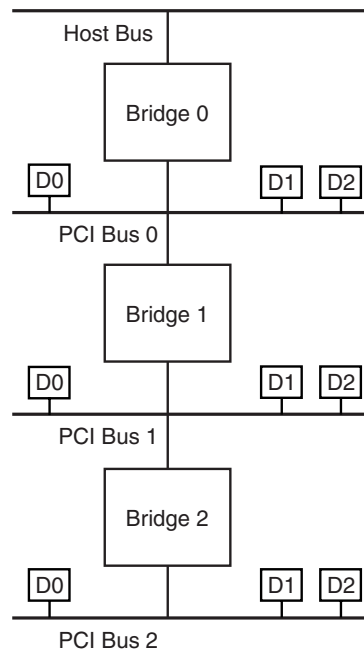 Host Bus
Bridge 0
D0
D1
D2
PCI Bus 0
Bridge 1
D0
D1
D2
PCI Bus 1
Bridge 2
D0
D1
D2
PCI Bus 2